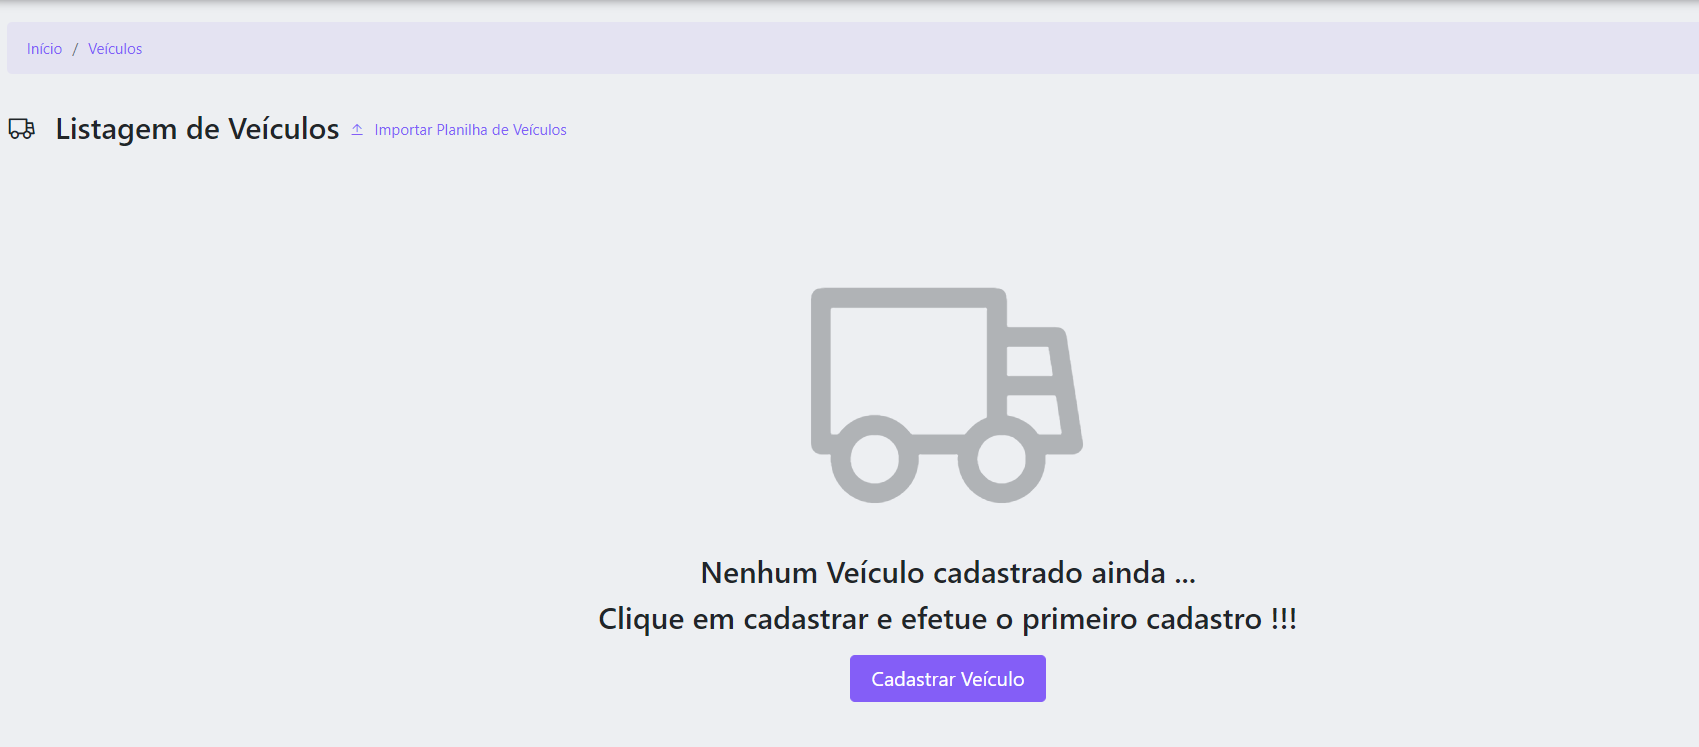 Início / Veículos
Listagem de Veículos Importar Planilha de Veículos
Nenhum Veículo cadastrado ainda ...
Clique em cadastrar e efetue o primeiro cadastro !!!
Cadastrar Veículo